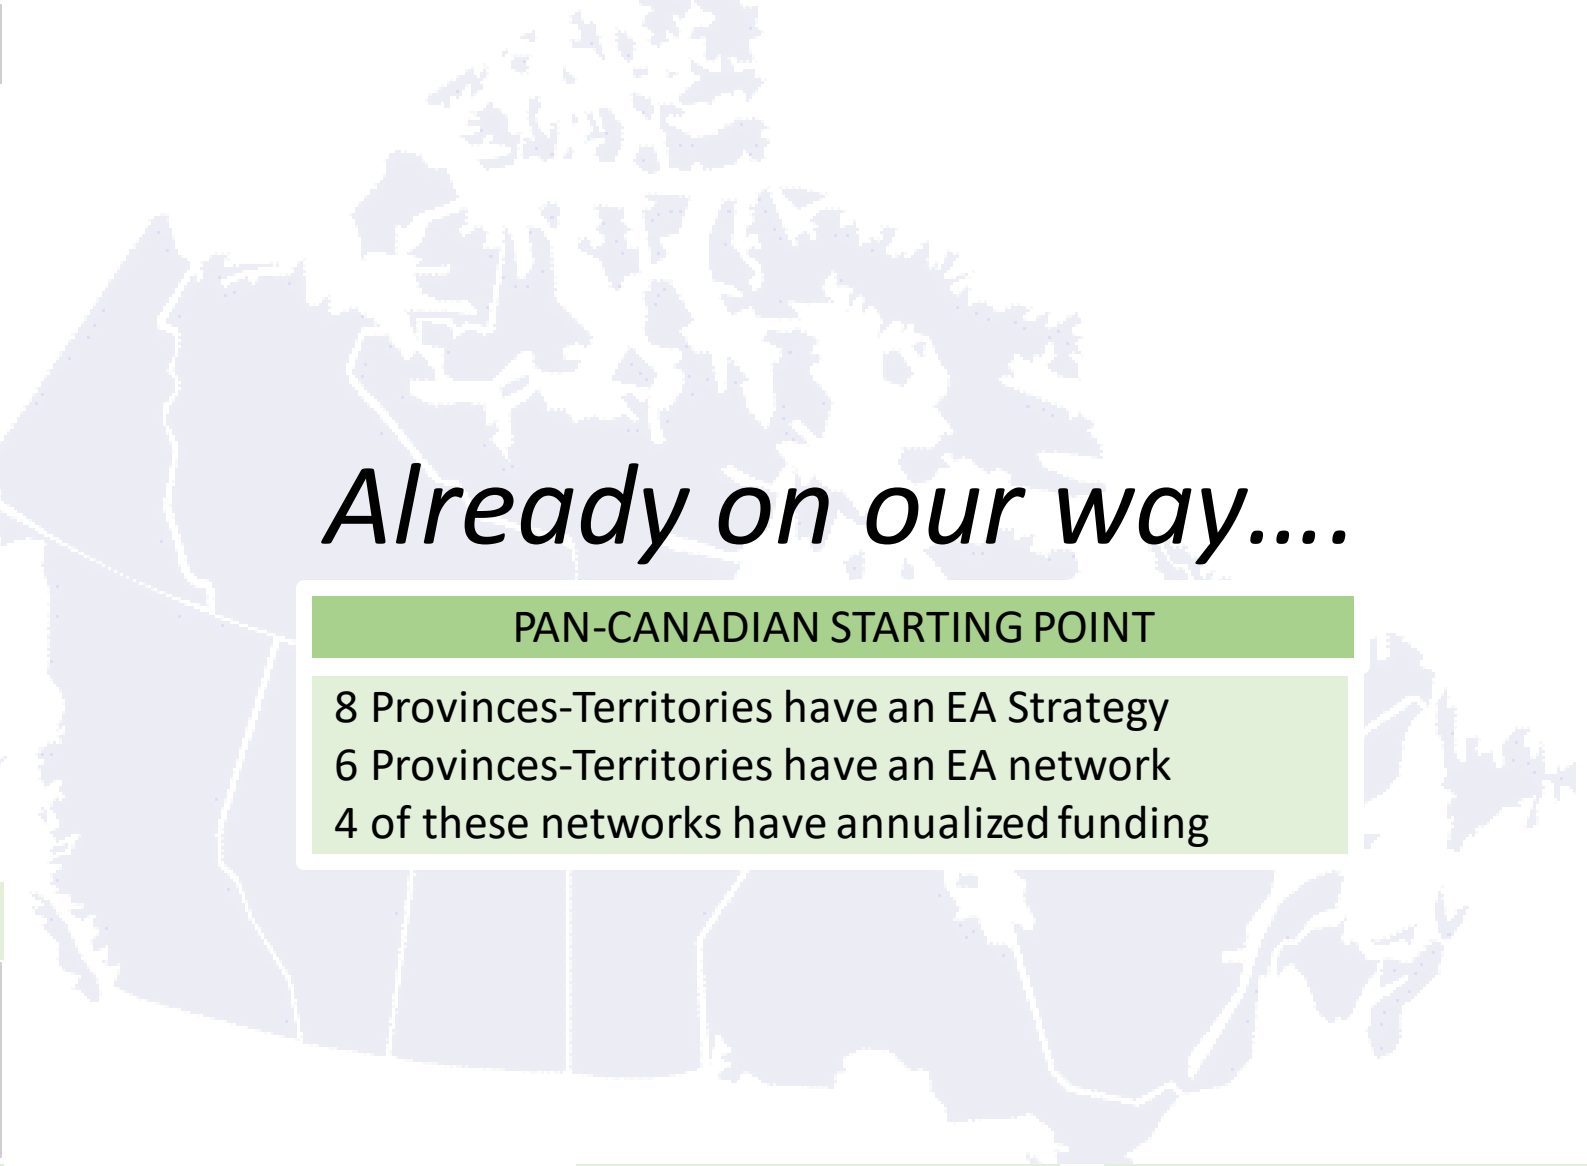 Already on our way….
PAN-CANADIAN STARTING POINT
8 Provinces-Territories have an EA Strategy
6 Provinces-Territories have an EA network
4 of these networks have annualized funding